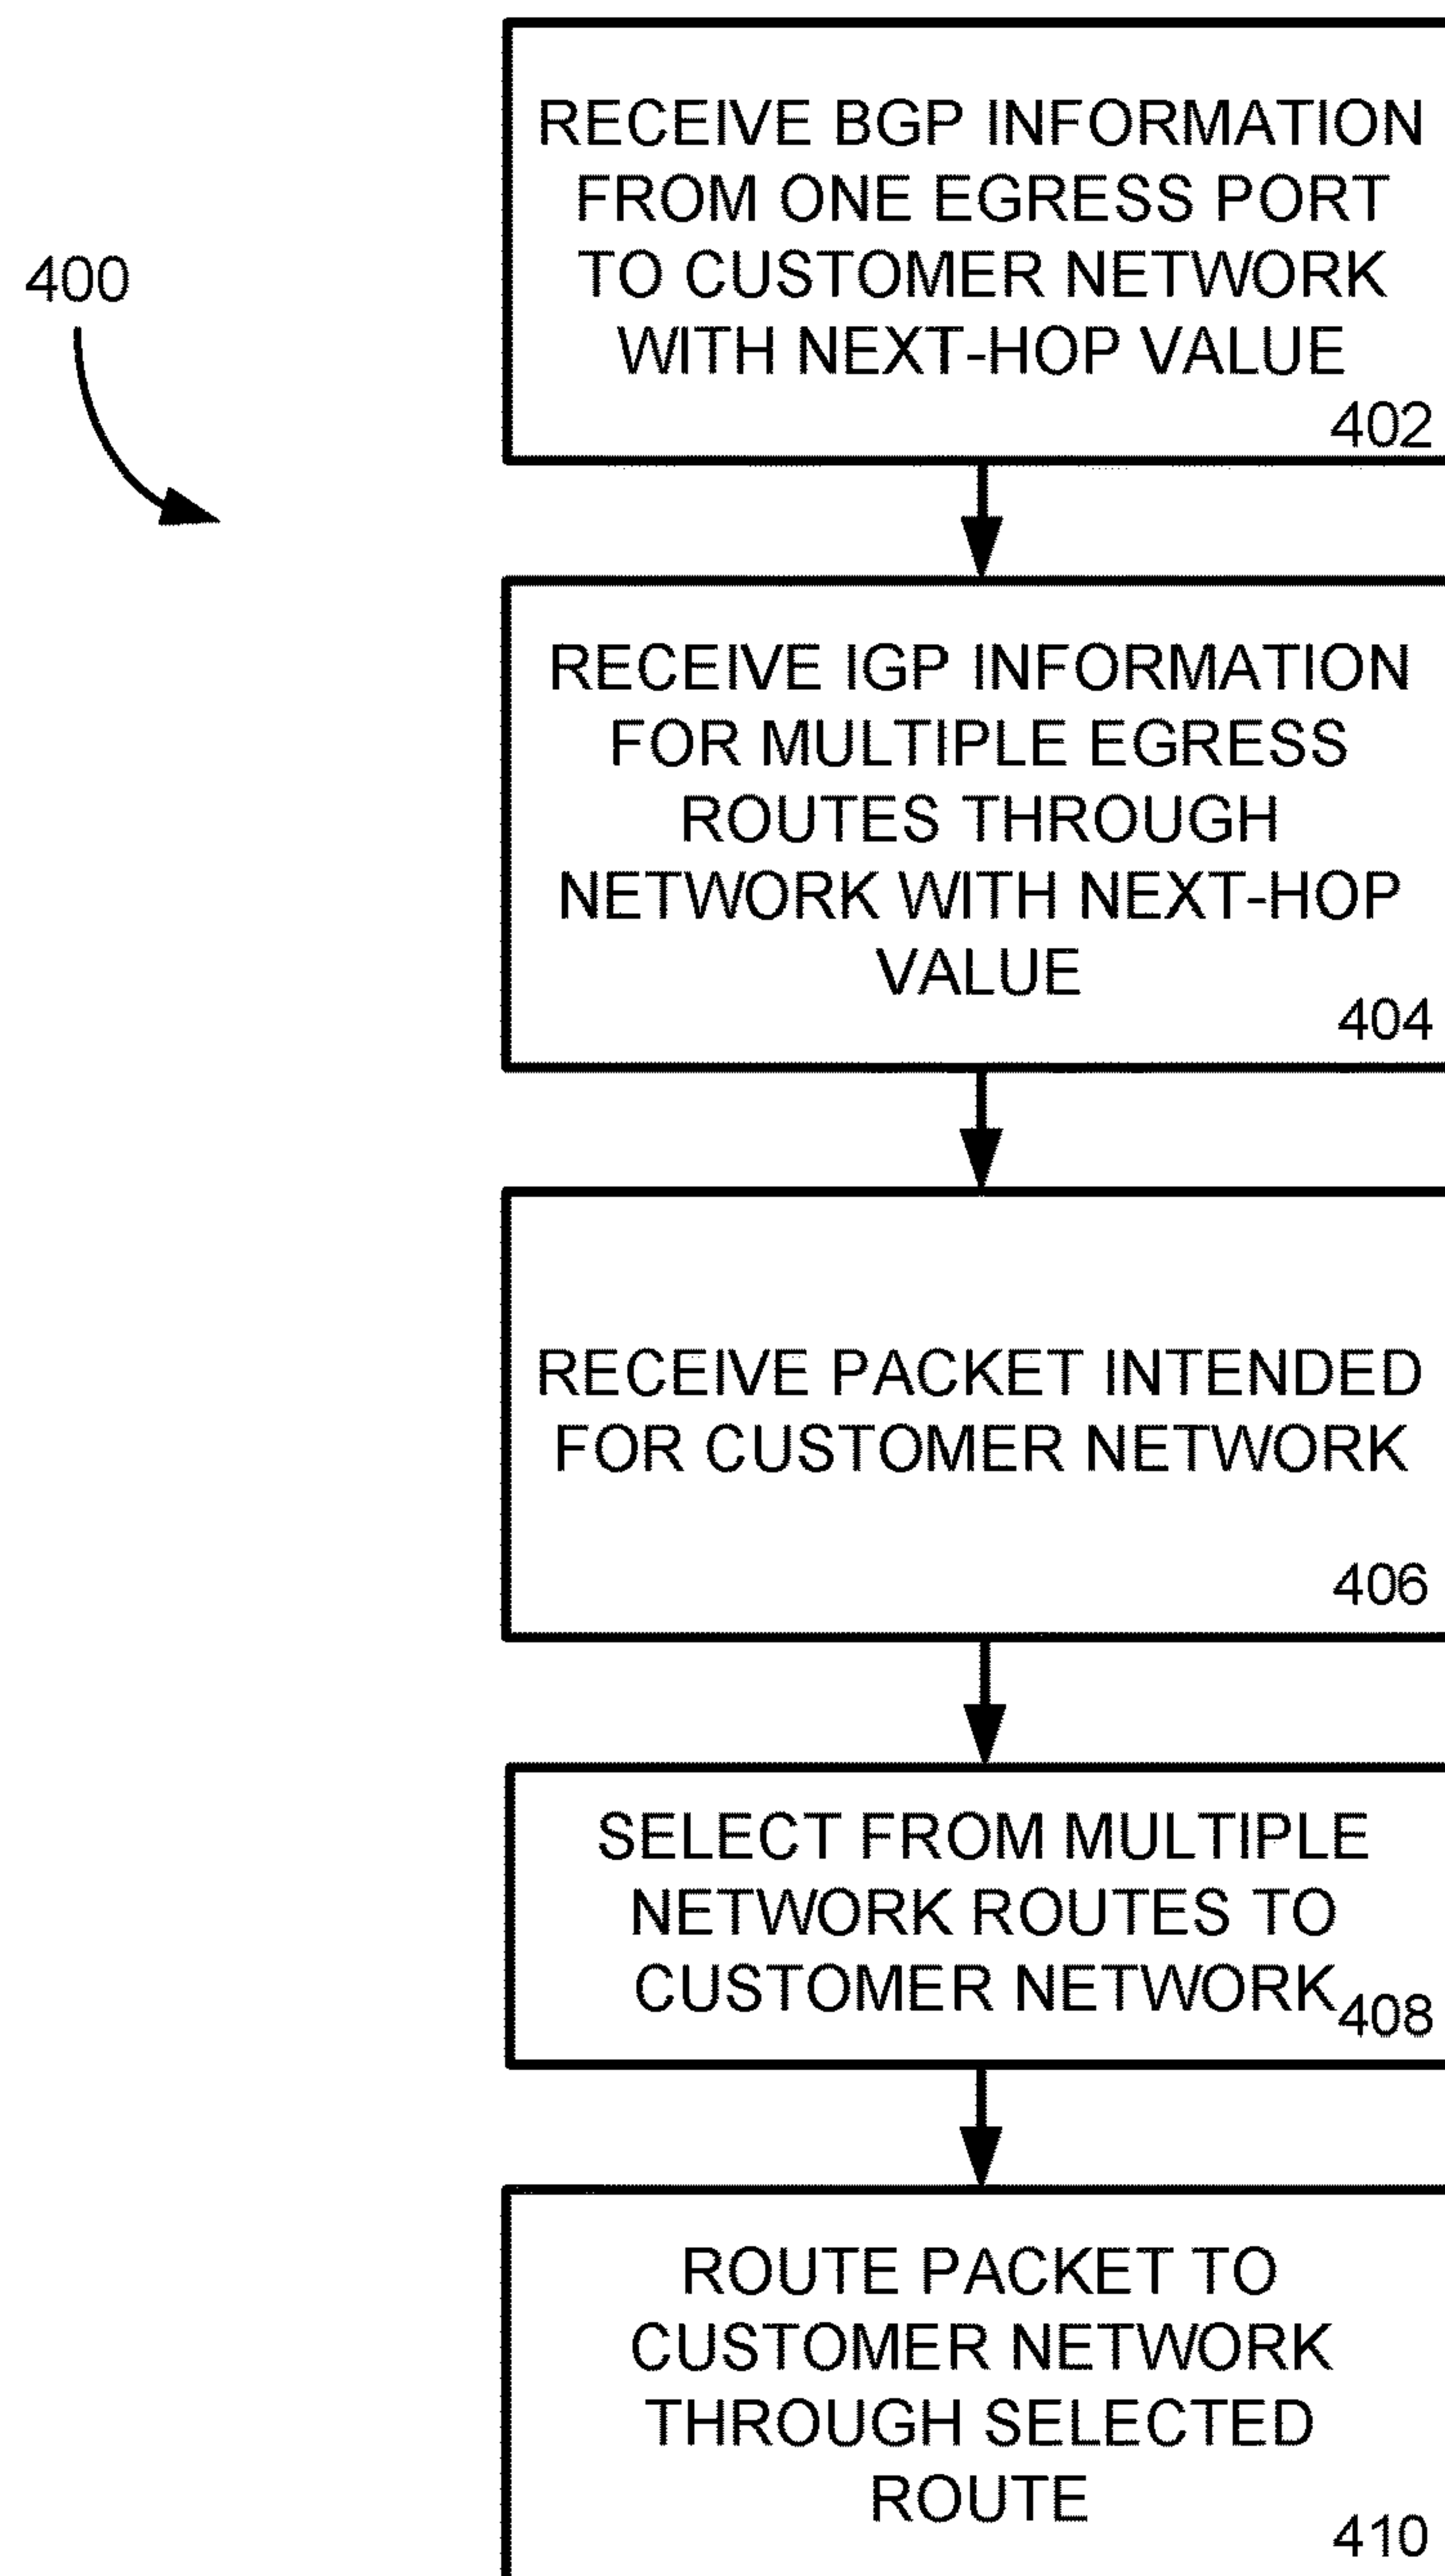 400
RECEIVE BGP INFORMATION
FROM ONE EGRESS PORT
TO CUSTOMER NETWORK
WITH NEXT-HOP VALUE
402
RECEIVE IGP INFORMATION
FOR MULTIPLE EGRESS
ROUTES THROUGH
NETWORK WITH NEXT-HOP
VALUE
404
RECEIVE PACKET INTENDED
FOR CUSTOMER NETWORK
406
SELECT FROM MULTIPLE
NETWORK ROUTES TO
CUSTOMER NETWORK
408
ROUTE PACKET TO
CUSTOMER NETWORK
THROUGH SELECTED
ROUTE
410